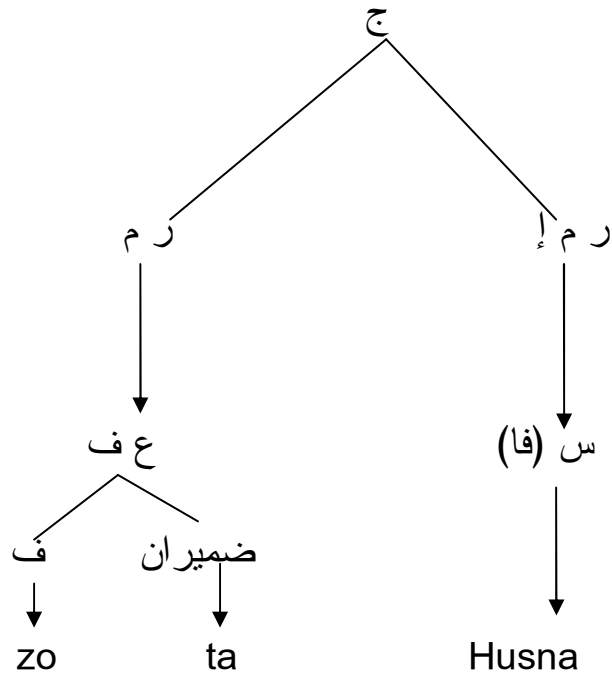 ج
ر م إ ر م
س (فا) ع ف
ضميران ف
Husna ta zo